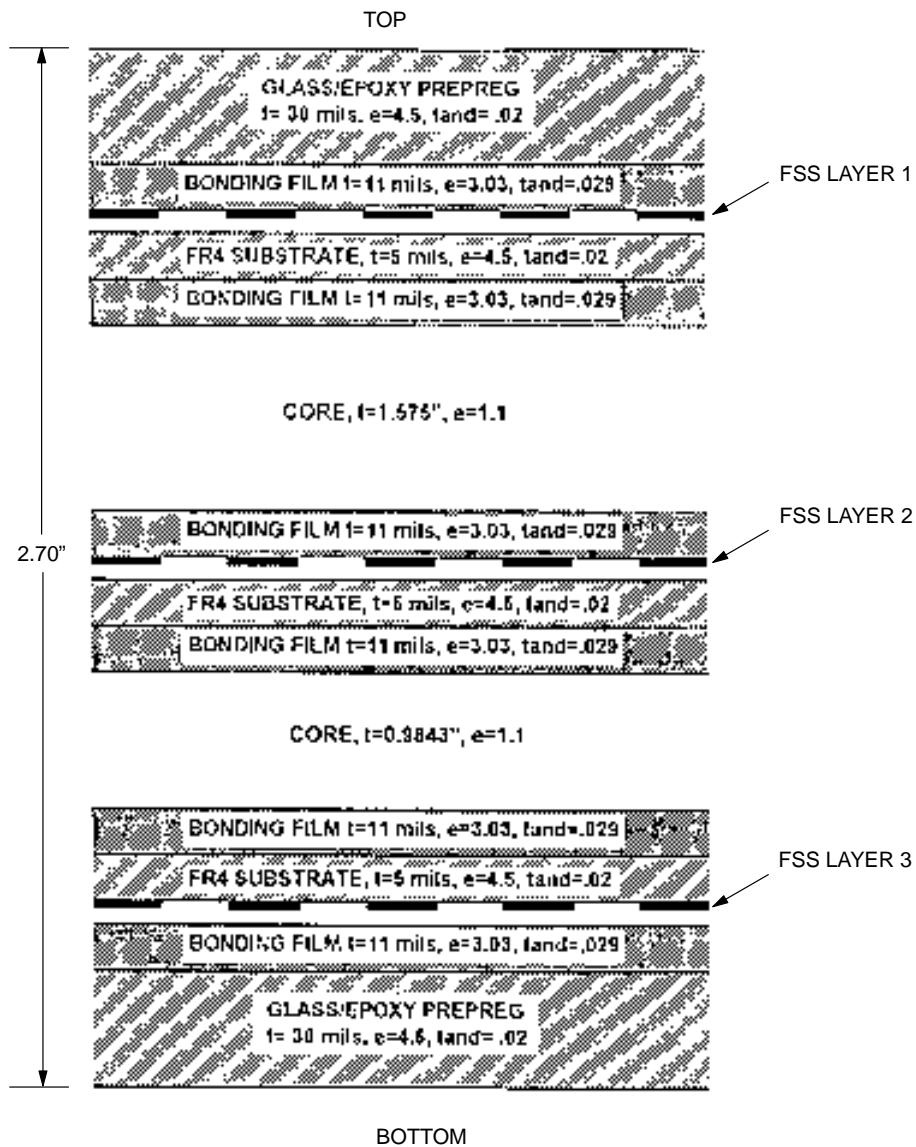 TOP
GLASS/EPOXY PREPREG
t= 30 mils, e=4.5, tand= .02
BONDING FILM t=11 mils, e=3.03, tand=.029
FSS LAYER 1
FR4 SUBSTRATE, t=5 mils, e=4.5, tand=.02
BONDING FILM t=11 mils, e=3.03, tand=.029
CORE, t=1.575", e=1.1
BONDING FILM t=11 mils, e=3.03, tand=.029
FSS LAYER 2
2.70”
FR4 SUBSTRATE, t=5 mils, e=4.5, tand=.02
BONDING FILM t=11 mils, e=3.03, tand=.029
CORE, t=0.9843", e=1.1
BONDING FILM t=11 mils, e=3.03, tand=.029
FR4 SUBSTRATE, t=5 mils, e=4.5, tand=.02
FSS LAYER 3
BONDING FILM t=11 mils, e=3.03, tand=.029
GLASS/EPOXY PREPREG
t= 30 mils, e=4.5, tand= .02
BOTTOM